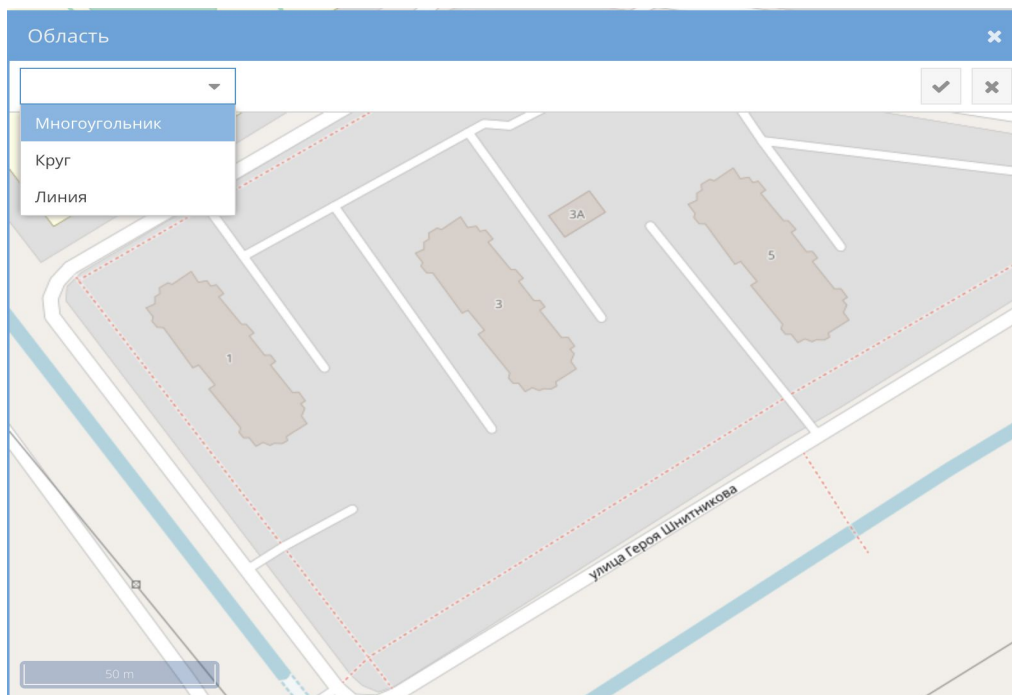 Область
Многоугольник
Круг
Линия
3А
5
3
1
улица Героя Шнитникова
50 m